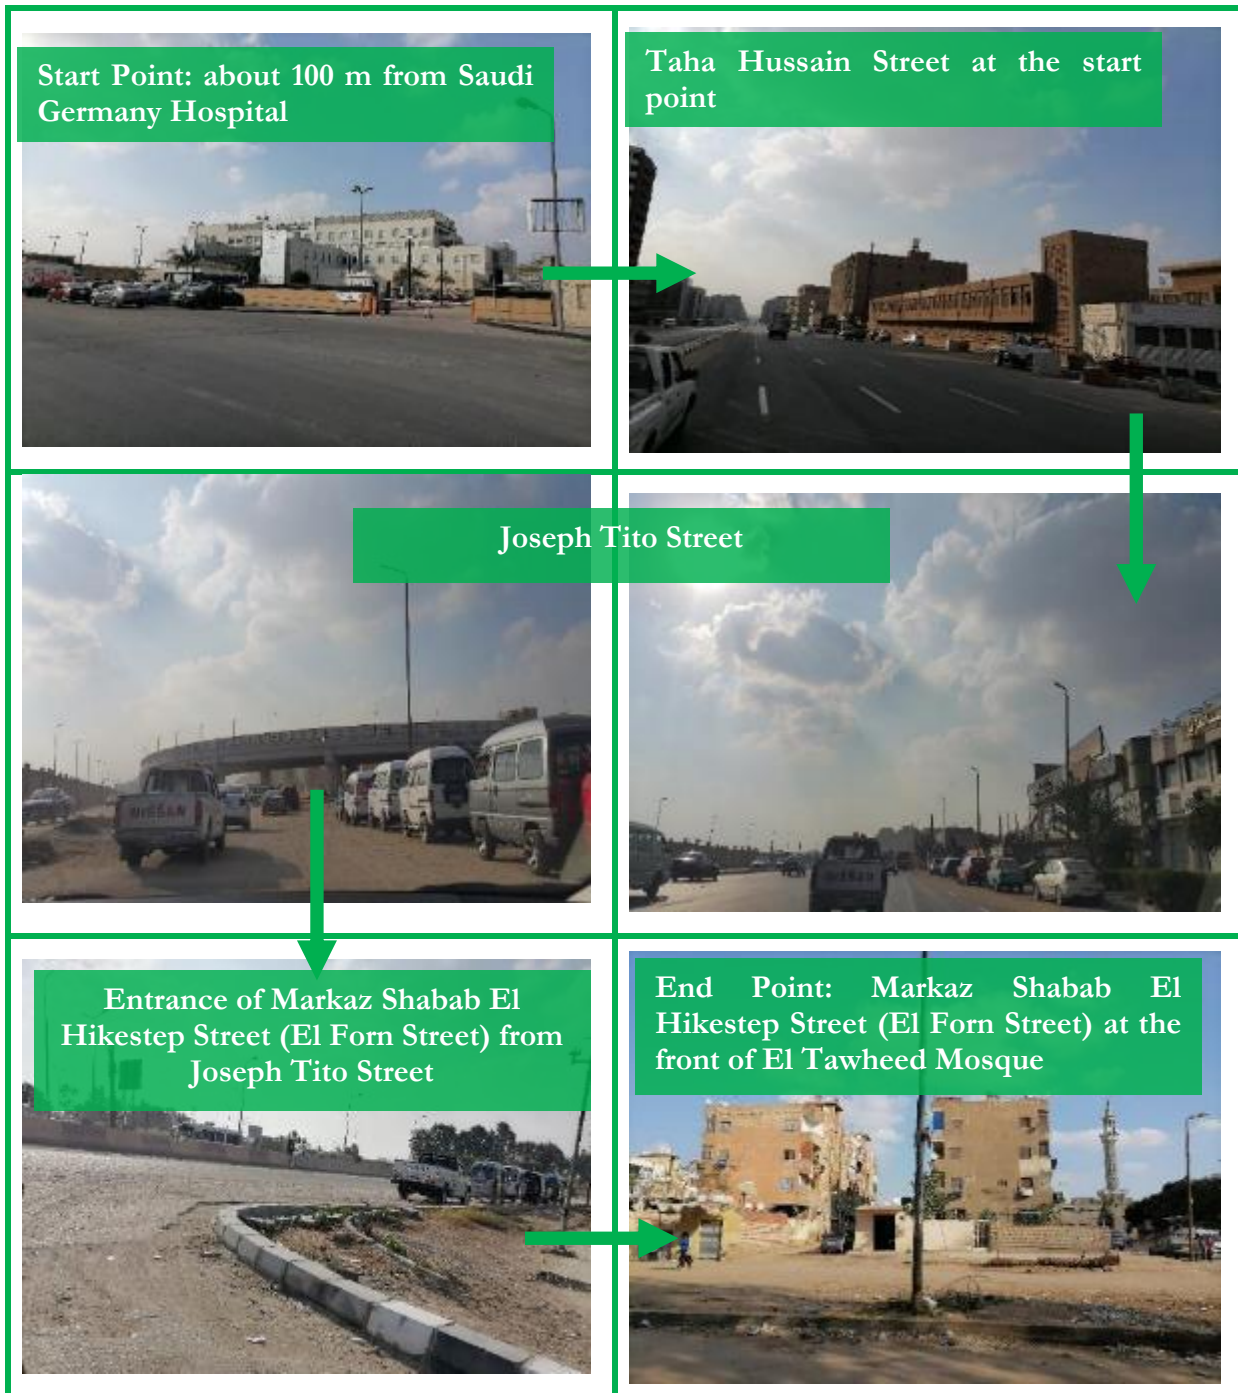 Start Point: about 100 m from Saudi
Germany Hospital
Taha Hussain Street at the start
point
Joseph Tito Street
NISSAN
Entrance of Markaz Shabab El
Hikestep Street (El Forn Street) from
Joseph Tito Street
End Point: Markaz Shabab El
Hikestep Street (El Forn Street) at the
front of El Tawheed Mosque